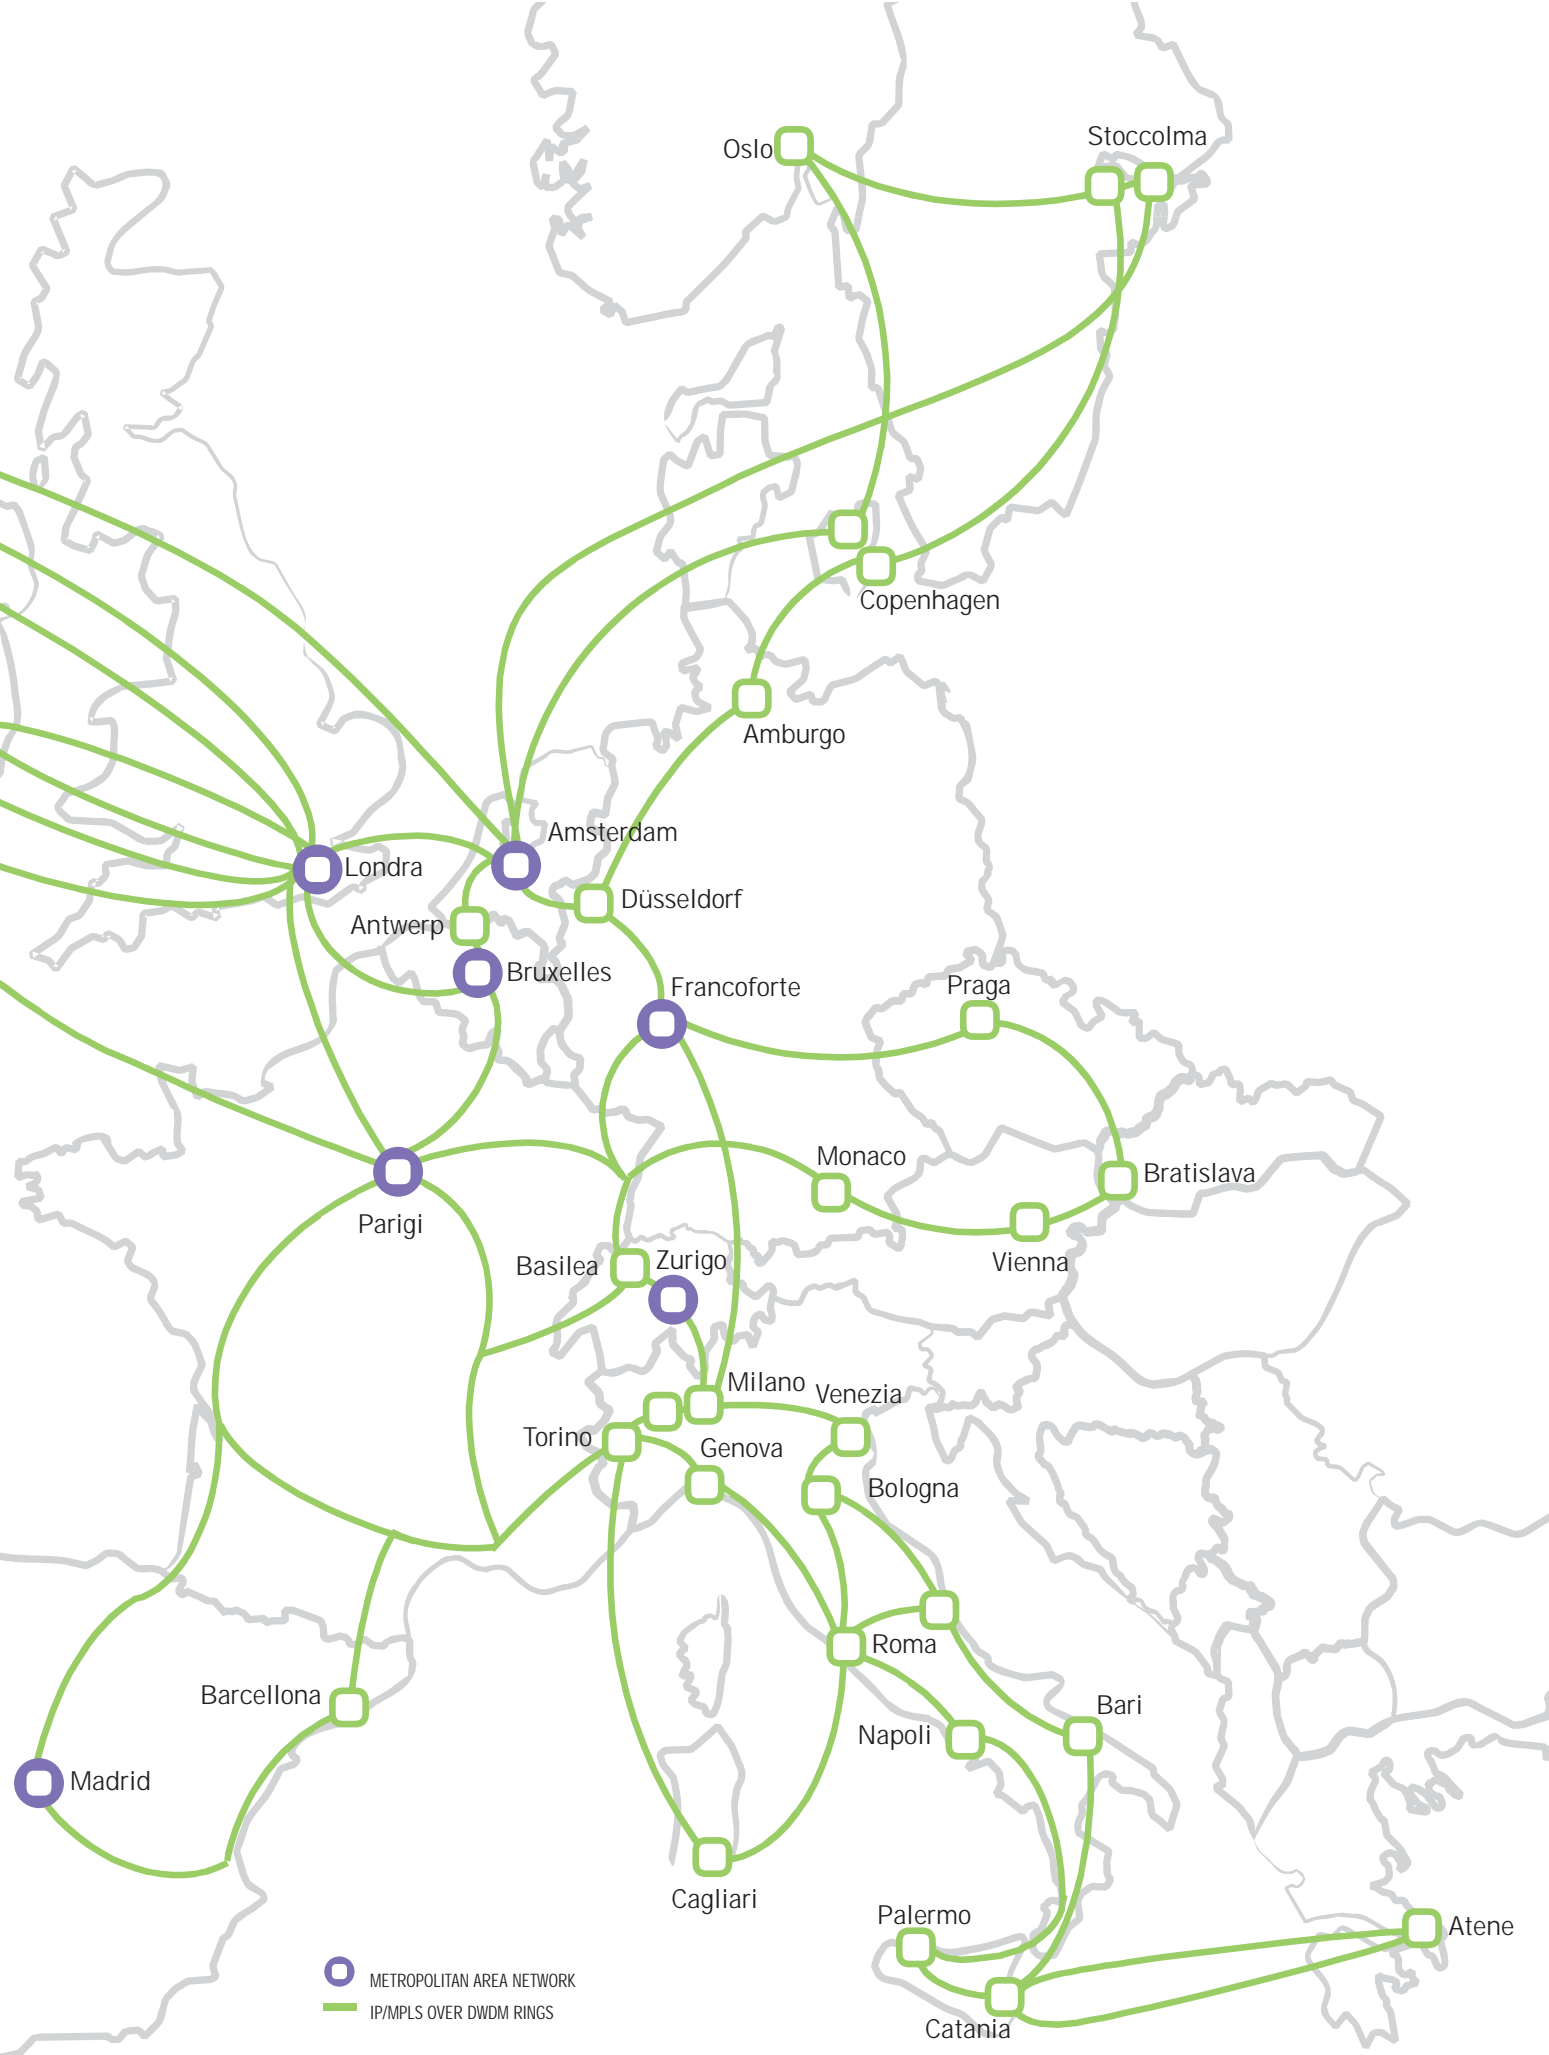 Stoccolma
Oslo
Copenhagen
Amburgo
Amsterdam
Londra
Düsseldorf
Antwerp
Bruxelles
Francoforte
Praga
Monaco
Bratislava
Parigi
Vienna
Basilea
Zurigo
Milano
Venezia
Torino
Genova
Bologna
Roma
Barcellona
Bari
Napoli
Madrid
Cagliari
Palermo
Atene
Catania
METROPOLITAN AREA NETWORK
IP/MPLS OVER DWDM RINGS